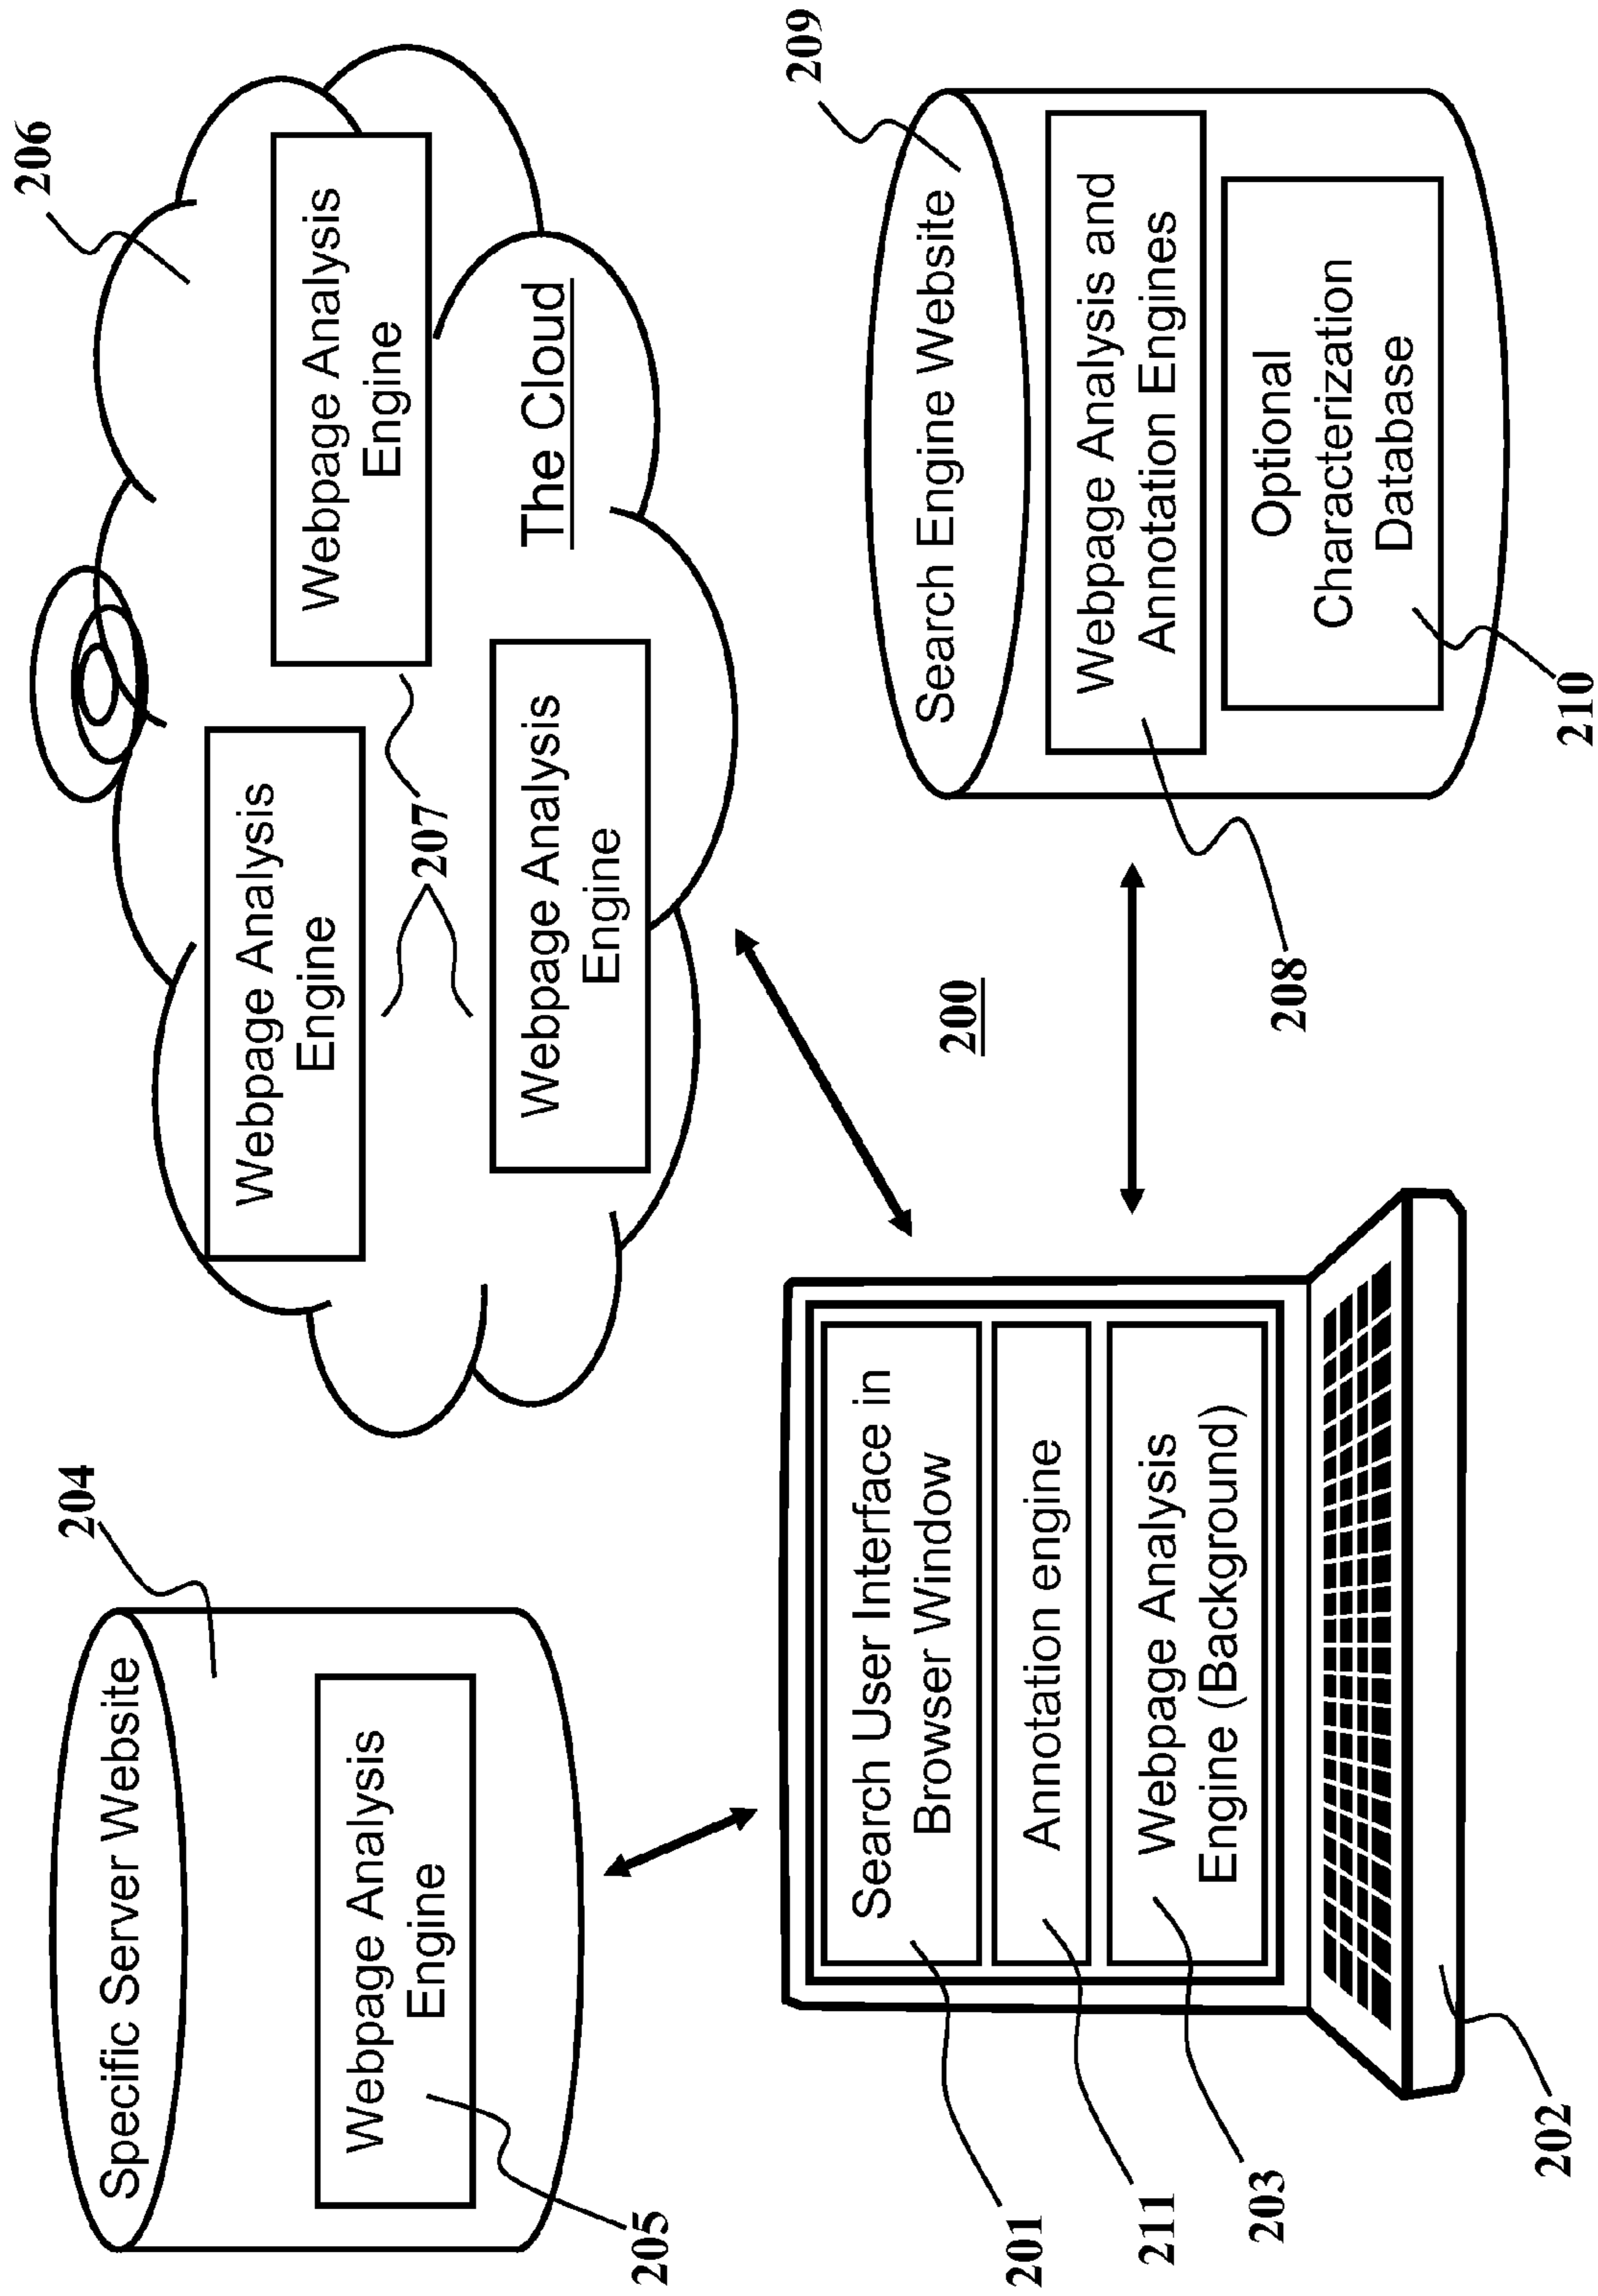 204
Specific Server Website
Webpage Analysis
Engine
205
206
Webpage Analysis
Engine
Webpage Analysis
Engine
207
Webpage Analysis
Engine
The Cloud
200
201
Search User Interface in
Browser Window
211
Annotation engine
203
Webpage Analysis
Engine (Background)
202
209
Search Engine Website
Webpage Analysis and
Annotation Engines
208
Optional
Characterization
Database
210